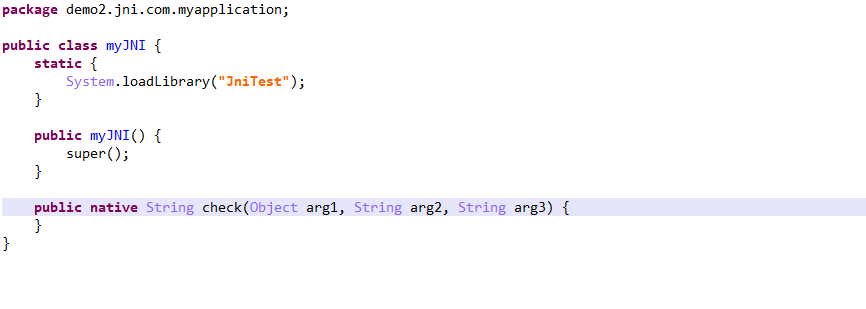 package demo2.jni.com.myapplication;
public class myJNI {
static {
System.loadLibrary("JniTest");
}
public myJNI() {
super();
}
public native String check(Object arg1, String arg2, String arg3) {
}
}